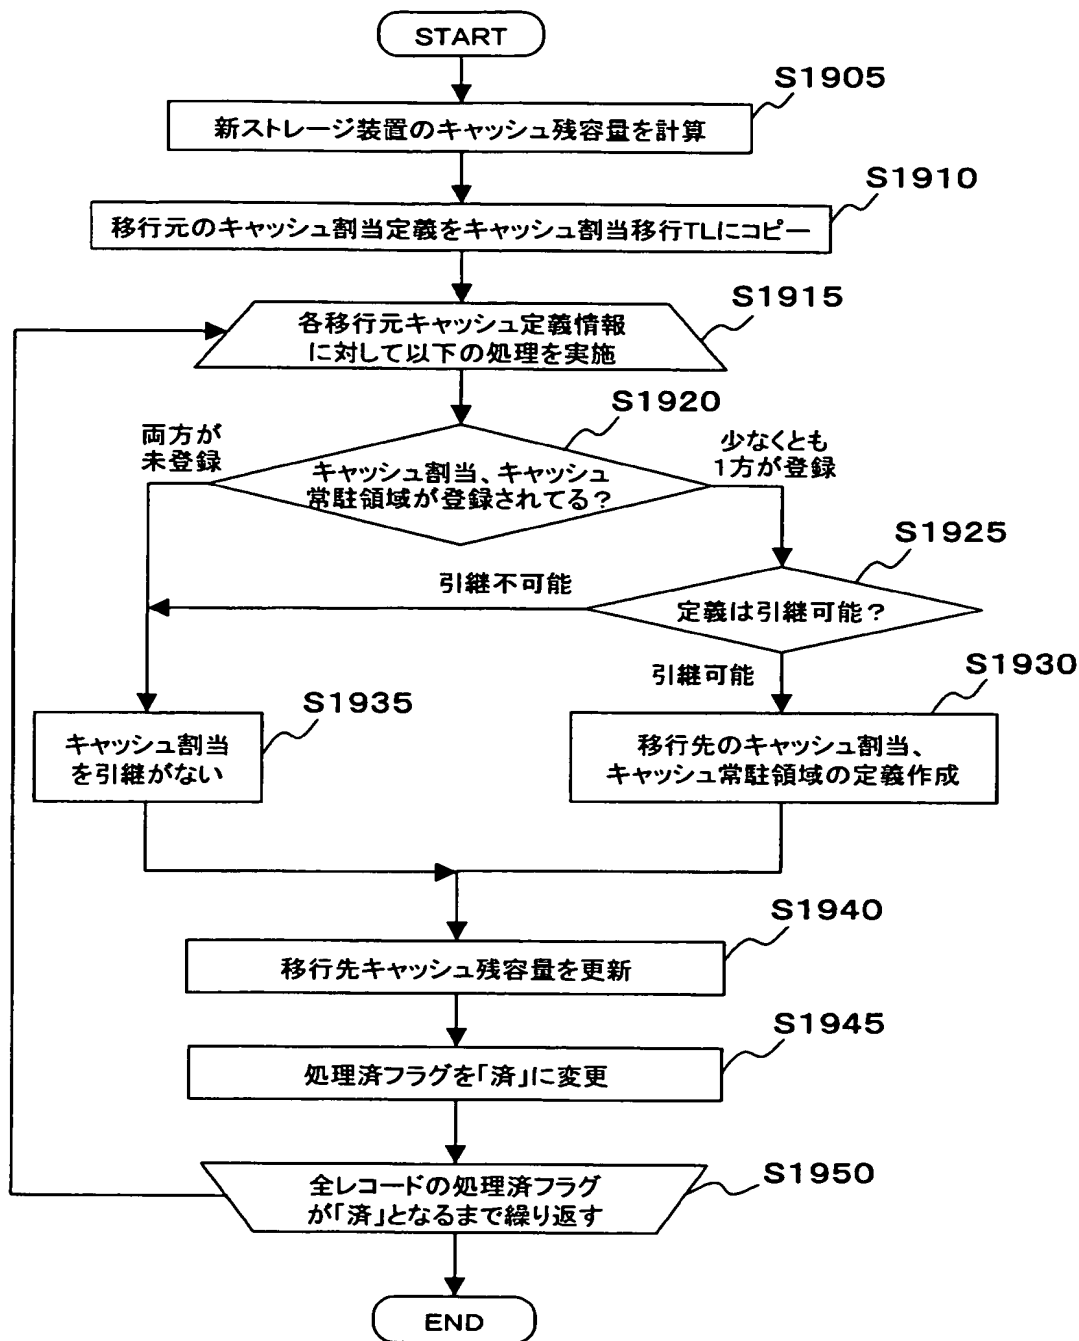 START
S1905
新ストレージ装置のキャッシュ残容量を計算
S1910
移行元のキャッシュ割当定義をキャッシュ割当移行TLにコピー
S1915
各移行元キャッシュ定義情報
に対して以下の処理を実施
S1920
両方が
未登録
少なくとも
1方が登録
キャッシュ割当、キャッシュ
常駐領域が登録されてる?
S1925
引継不可能
定義は引継可能?
引継可能
S1930
S1935
キャッシュ割当
を引継がない
移行先のキャッシュ割当、
キャッシュ常駐領域の定義作成
S1940
移行先キャッシュ残容量を更新
S1945
処理済フラグを「済」に変更
S1950
全レコードの処理済フラグ
が「済」となるまで繰り返す
END